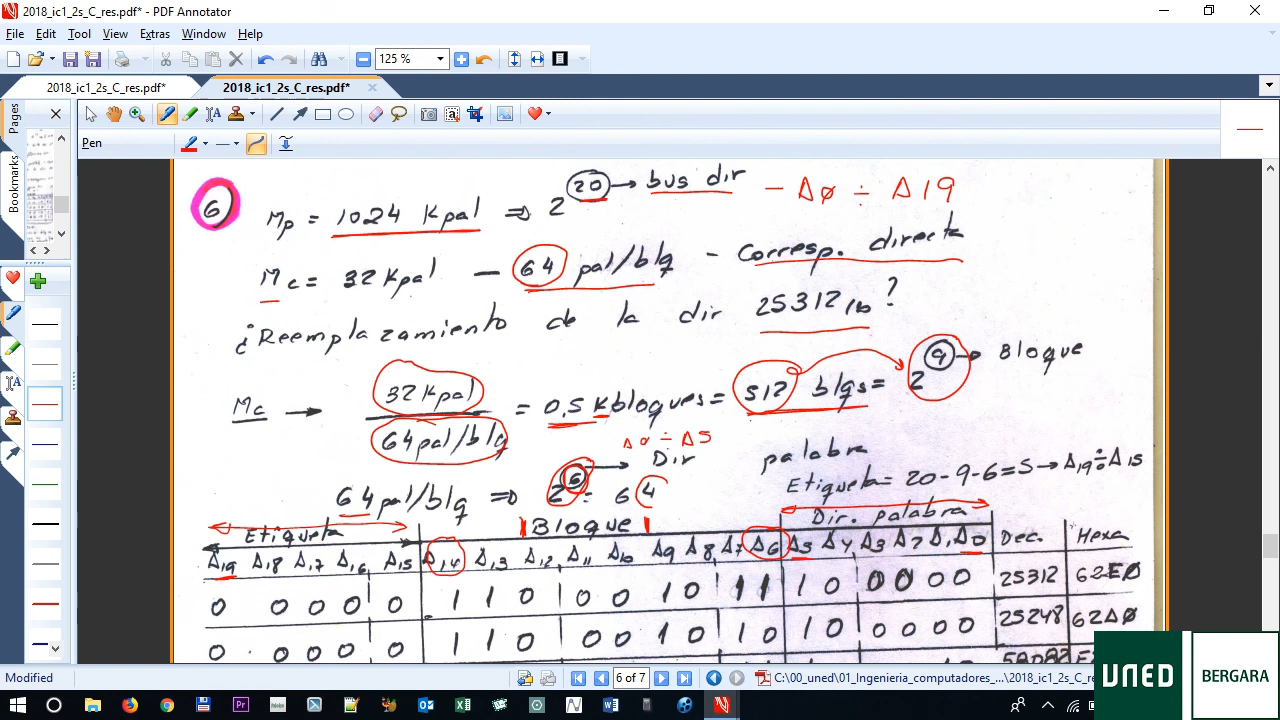 2018_ic1_2s_C_res.pdf* - PDF Annotator
File Edit Tool View Extras Window Help
125 %
2018_ic1_2s_C_res.pdf* 2018_ic1_2s_C_res.pdf*
Pen
Pages
Bookmarks
6 Mp = 1024 Kpal ⇒ 2^20 → bus dir - A0 ÷ A19
Mc = 32 Kpal - 64 pal/blq - Corresp. directa
¿Reemplazamiento de la dir 25312 ?
Mc → 32 Kpal / 64 pal/blq = 0,5 Kbloques = 512 blqs = 2^9 → Bloque
A0 ÷ A5
64 pal/blq ⇒ 2^6 = 64 → Dir palabra
Etiqueta = 20-9-6=5 → A19 ÷ A15
Etiqueta Bloque Dir. palabra
A19 A18 A17 A16 A15 A14 A13 A12 A11 A10 A9 A8 A7 A6 A5 A4 A3 A2 A1 A0 Dec. Hexa
0 0 0 0 0 1 1 0 0 0 1 0 1 1 1 0 0 0 0 0 25312 62E0
0 0 0 0 0 1 1 0 0 0 1 0 1 0 1 0 0 0 0 0 25248 62A0
Modified
6 of 7
C:\00_uned\01_Ingenieria_computadores_...\2018_ic1_2s_C_res.pdf*
UNED
BERGARA